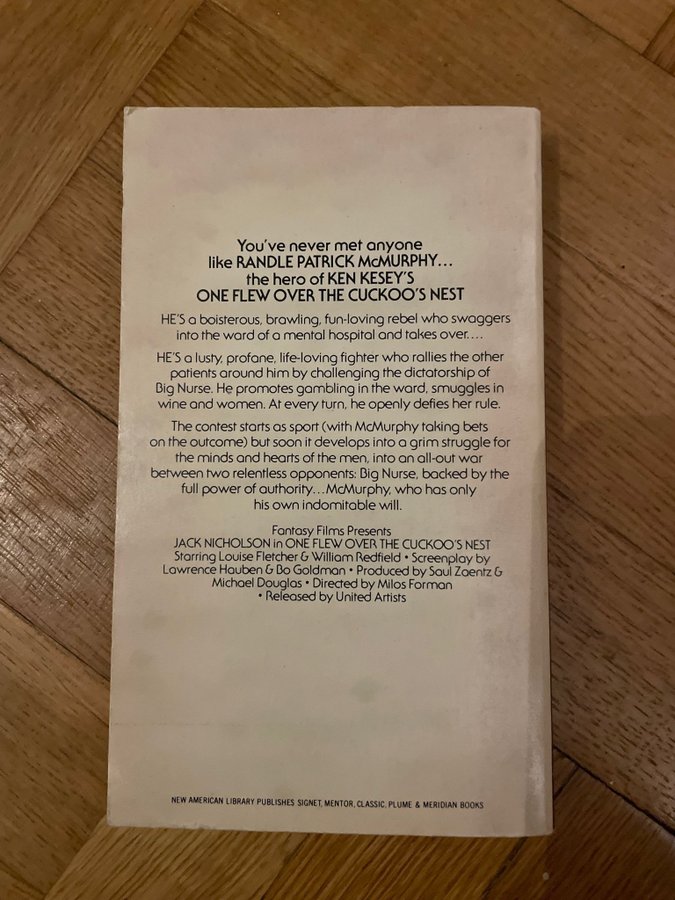 You've never met anyone
like RANDLE PATRICK McMURPHY...
the hero of KEN KESEY'S
ONE FLEW OVER THE CUCKOO'S NEST
HE'S a boisterous, brawling, fun-loving rebel who swaggers
into the ward of a mental hospital and takes over....
HE'S a lusty, profane, life-loving fighter who rallies the other
patients around him by challenging the dictatorship of
Big Nurse. He promotes gambling in the ward, smuggles in
wine and women. At every turn, he openly defies her rule.
The contest starts as sport (with McMurphy taking bets
on the outcome) but soon it develops into a grim struggle for
the minds and hearts of the men, into an all-out war
between two relentless opponents: Big Nurse, backed by the
full power of authority...McMurphy, who has only
his own indomitable will.
Fantasy Films Presents
JACK NICHOLSON in ONE FLEW OVER THE CUCKOO'S NEST
Starring Louise Fletcher & William Redfield • Screenplay by
Lawrence Hauben & Bo Goldman • Produced by Saul Zaentz &
Michael Douglas • Directed by Milos Forman
• Released by United Artists
NEW AMERICAN LIBRARY PUBLISHES SIGNET, MENTOR, CLASSIC, PLUME & MERIDIAN BOOKS